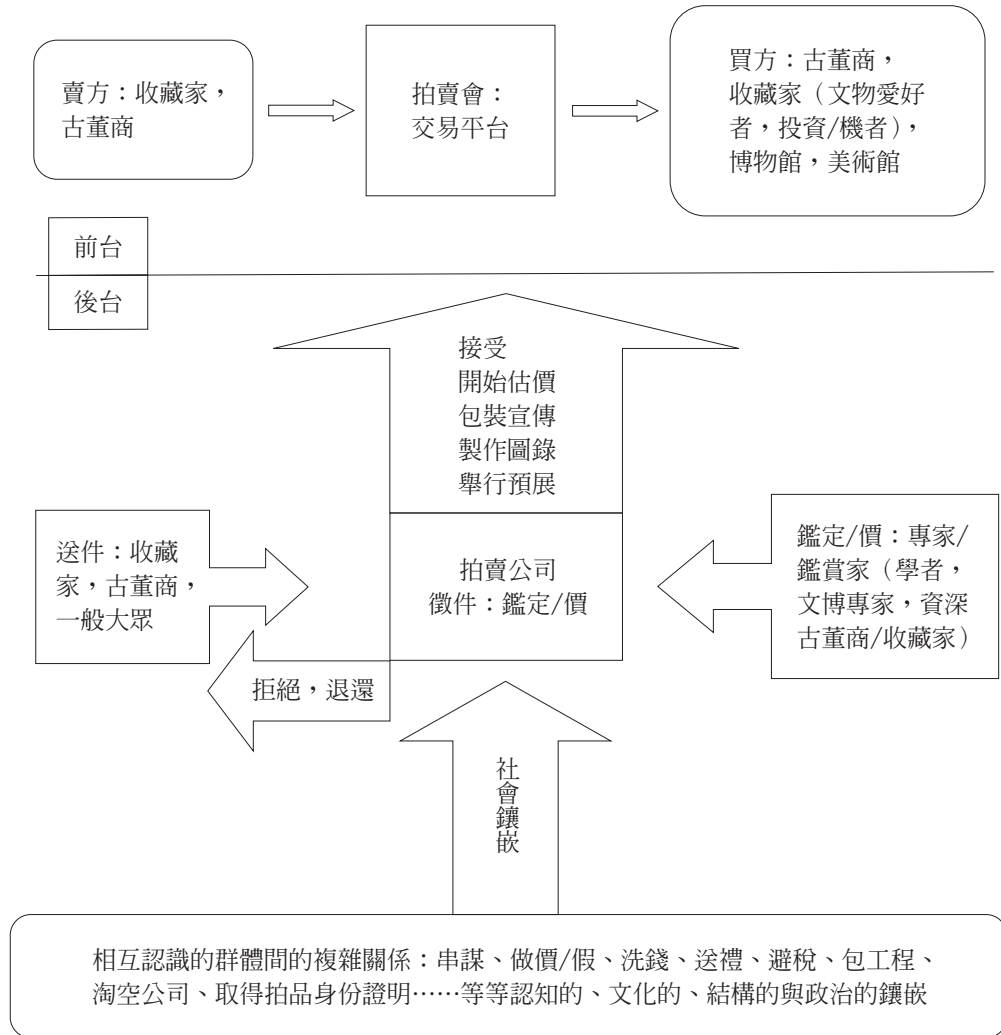 賣方：收藏家，
古董商
拍賣會：
交易平台
買方：古董商，
收藏家（文物愛好
者，投資/機者），
博物館，美術館
前台
後台
接受
開始估價
包裝宣傳
製作圖錄
舉行預展
送件：收藏
家，古董商，
一般大眾
拍賣公司
徵件：鑑定/價
鑑定/價：專家/
鑑賞家（學者，
文博專家，資深
古董商/收藏家）
拒絕，退還
社會鑲嵌
相互認識的群體間的複雜關係：串謀、做價/假、洗錢、送禮、避稅、包工程、
淘空公司、取得拍品身份證明……等等認知的、文化的、結構的與政治的鑲嵌